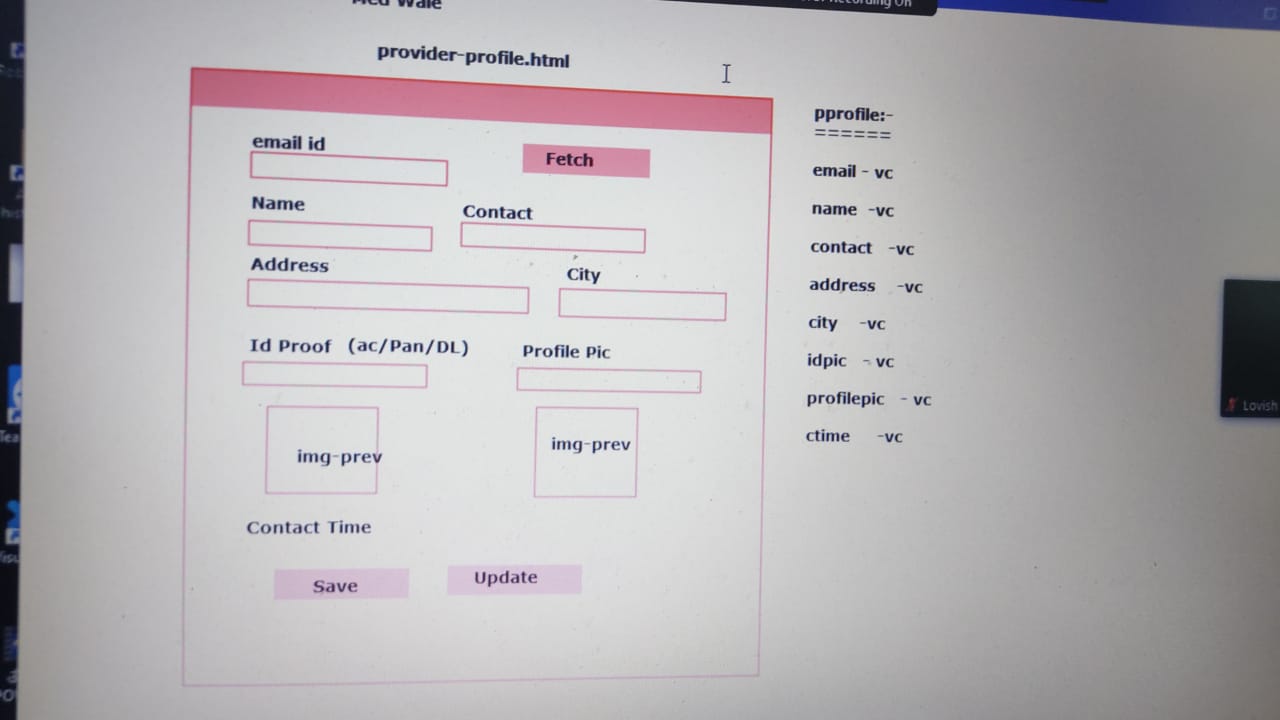 Med Wale
Recording On
provider-profile.html
email id
Fetch
Name
Contact
Address
City
Id Proof (ac/Pan/DL)
Profile Pic
img-prev
img-prev
Contact Time
Save
Update
pprofile:-
======
email - vc
name -vc
contact -vc
address -vc
city -vc
idpic - vc
profilepic - vc
ctime -vc
Lovish